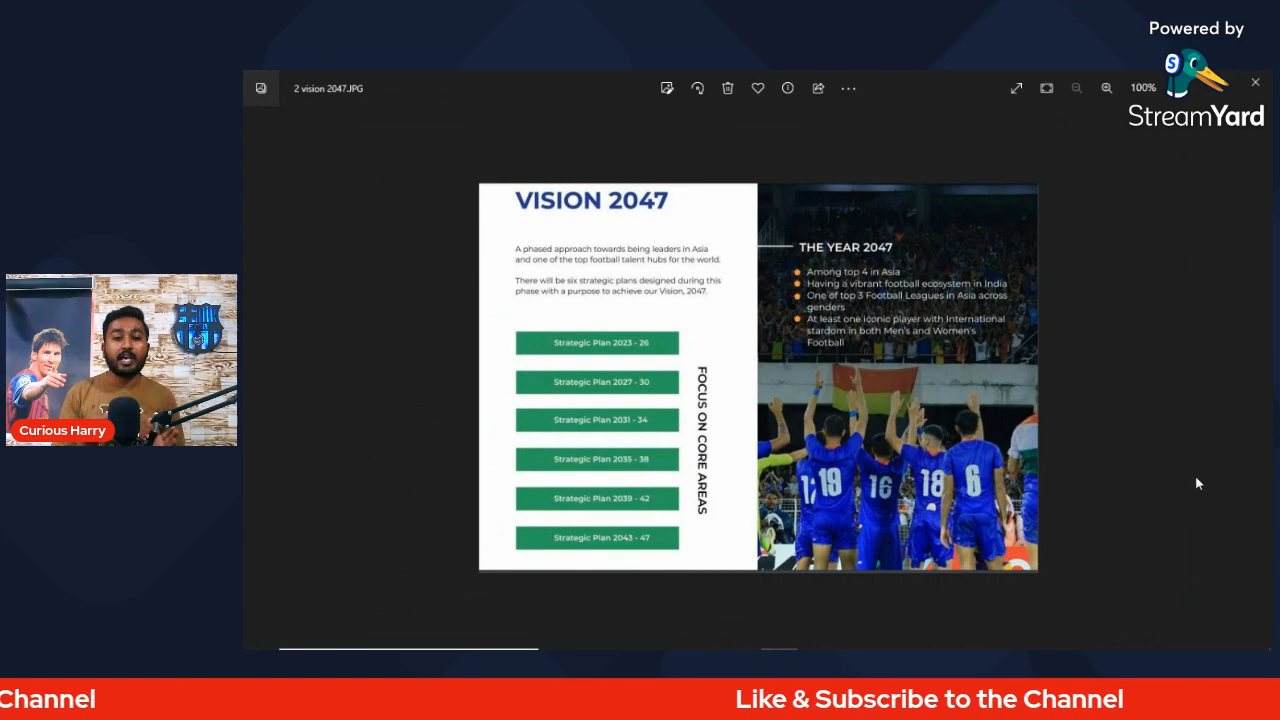 Powered by
S
StreamYard
2 vision 2047.JPG
100%
VISION 2047
A phased approach towards being leaders in Asia
and one of the top football talent hubs for the world.
There will be six strategic plans designed during this
phase with a purpose to achieve our Vision, 2047.
Strategic Plan 2023 - 26
Strategic Plan 2027 - 30
Strategic Plan 2031 - 34
Strategic Plan 2035 - 38
Strategic Plan 2039 - 42
Strategic Plan 2043 - 47
FOCUS ON CORE AREAS
THE YEAR 2047
Among top 4 in Asia
Having a vibrant football ecosystem in India
One of top 3 Football Leagues in Asia across
genders
At least one iconic player with International
stardom in both Men's and Women's
Football
19
16
18
6
Curious Harry
Channel
Like & Subscribe to the Channel